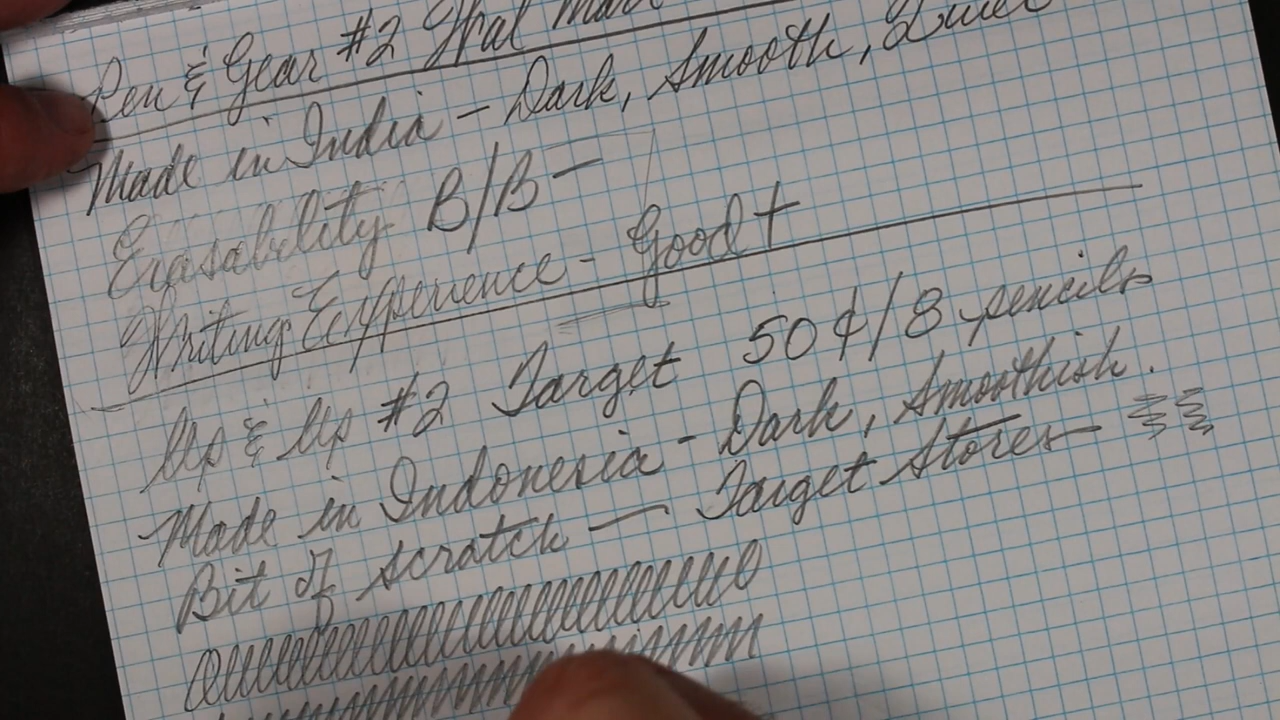 Pen & Gear #2 Wal Mart
Made in India - Dark, Smooth, Quiet
Erasability B/B-
Writing Experience - Good +
Up & Up #2 Target 50¢/8 pencils
Made in Indonesia - Dark, Smoothish.
Bit of scratch — Target Stores